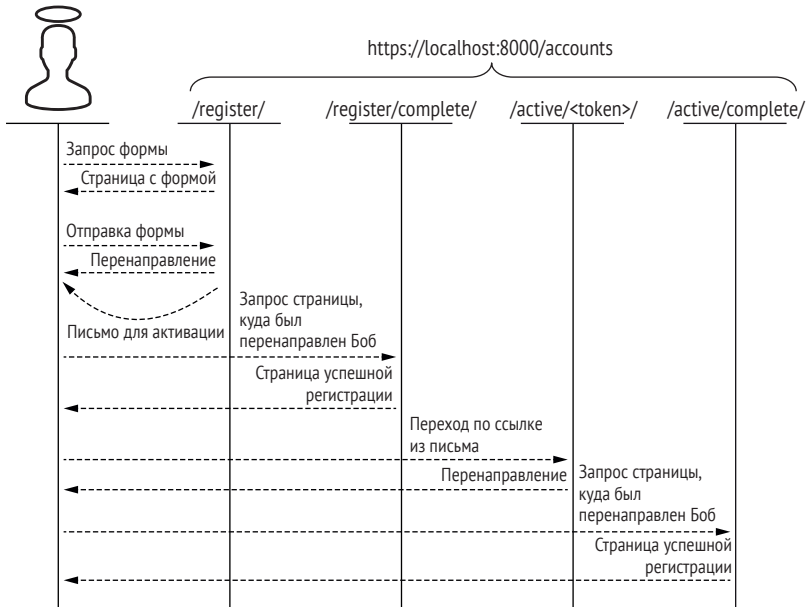 https://localhost:8000/accounts
/register/
/register/complete/
/active/<token>/
/active/complete/
Запрос формы
Страница с формой
Отправка формы
Перенаправление
Письмо для активации
Запрос страницы,
куда был
перенаправлен Боб
Страница успешной
регистрации
Переход по ссылке
из письма
Перенаправление
Запрос страницы,
куда был
перенаправлен Боб
Страница успешной
регистрации